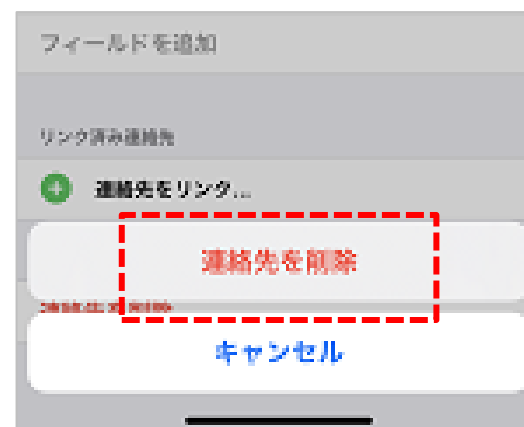 フィールドを追加
リンク済み連絡先
連絡先をリンク...
連絡先を削除
キャンセル